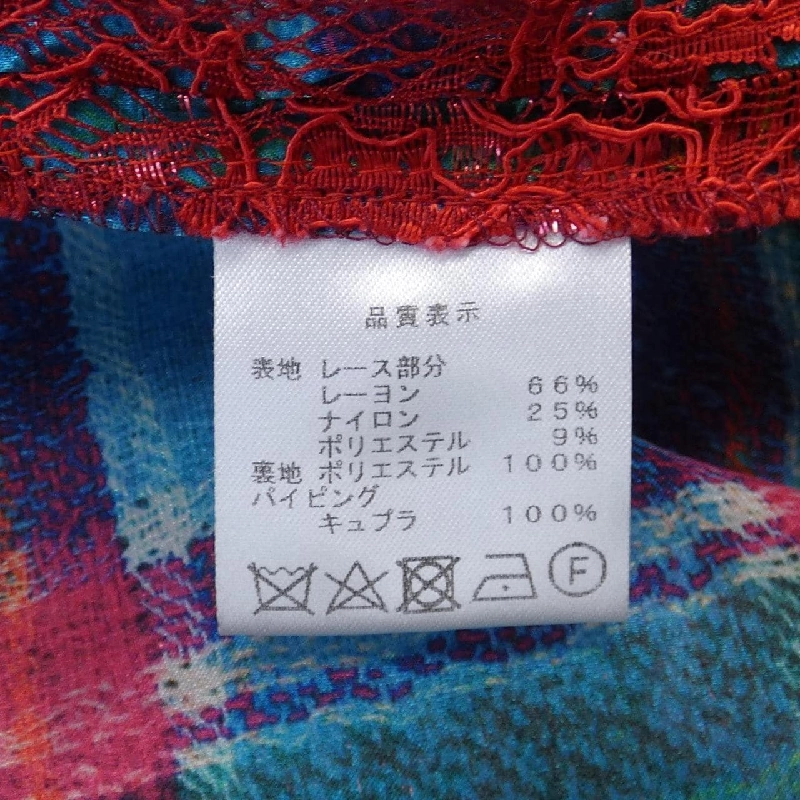 品質表示
表地 レース部分
レーヨン 66%
ナイロン 25%
ポリエステル 9%
裏地 ポリエステル 100%
パイピング
キュプラ 100%
F